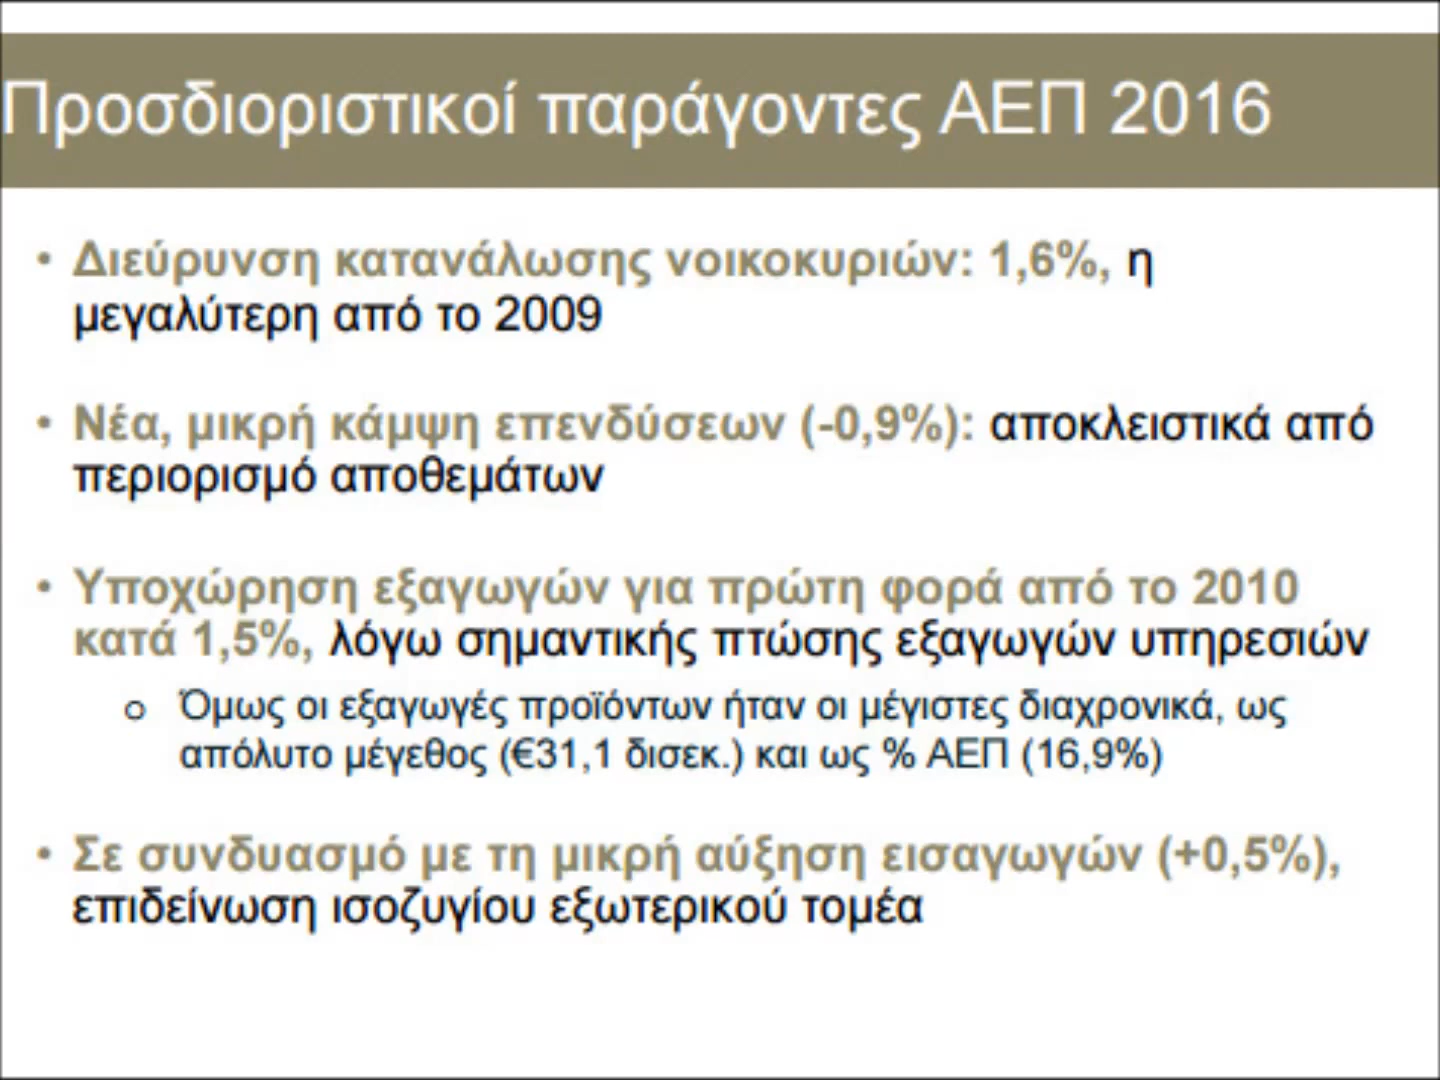 Προσδιοριστικοί παράγοντες ΑΕΠ 2016
• Διεύρυνση κατανάλωσης νοικοκυριών: 1,6%, η
μεγαλύτερη από το 2009
• Νέα, μικρή κάμψη επενδύσεων (-0,9%): αποκλειστικά από
περιορισμό αποθεμάτων
• Υποχώρηση εξαγωγών για πρώτη φορά από το 2010
κατά 1,5%, λόγω σημαντικής πτώσης εξαγωγών υπηρεσιών
o Όμως οι εξαγωγές προϊόντων ήταν οι μέγιστες διαχρονικά, ως
απόλυτο μέγεθος (€31,1 δισεκ.) και ως % ΑΕΠ (16,9%)
• Σε συνδυασμό με τη μικρή αύξηση εισαγωγών (+0,5%),
επιδείνωση ισοζυγίου εξωτερικού τομέα